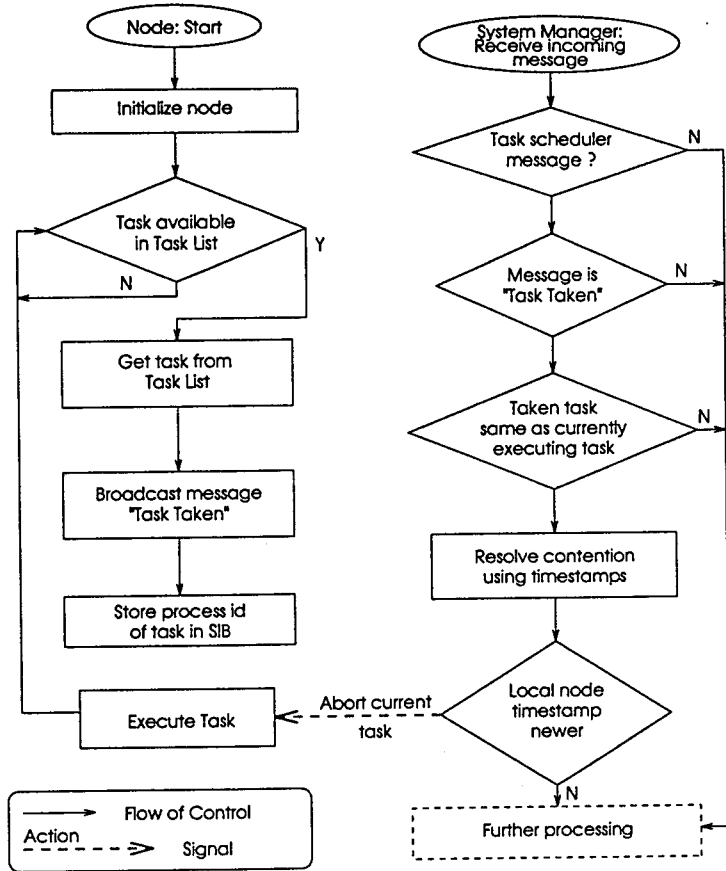 Node: Start
Initialize node
Task available
in Task List
Y
N
Get task from
Task List
Broadcast message
"Task Taken"
Store process id
of task in SIB
Execute Task
System Manager:
Receive incoming
message
Task scheduler
message ?
N
Message is
"Task Taken"
N
Taken task
same as currently
executing task
N
Resolve contention
using timestamps
Local node
timestamp
newer
Abort current
task
N
Further processing
Flow of Control
Action
Signal